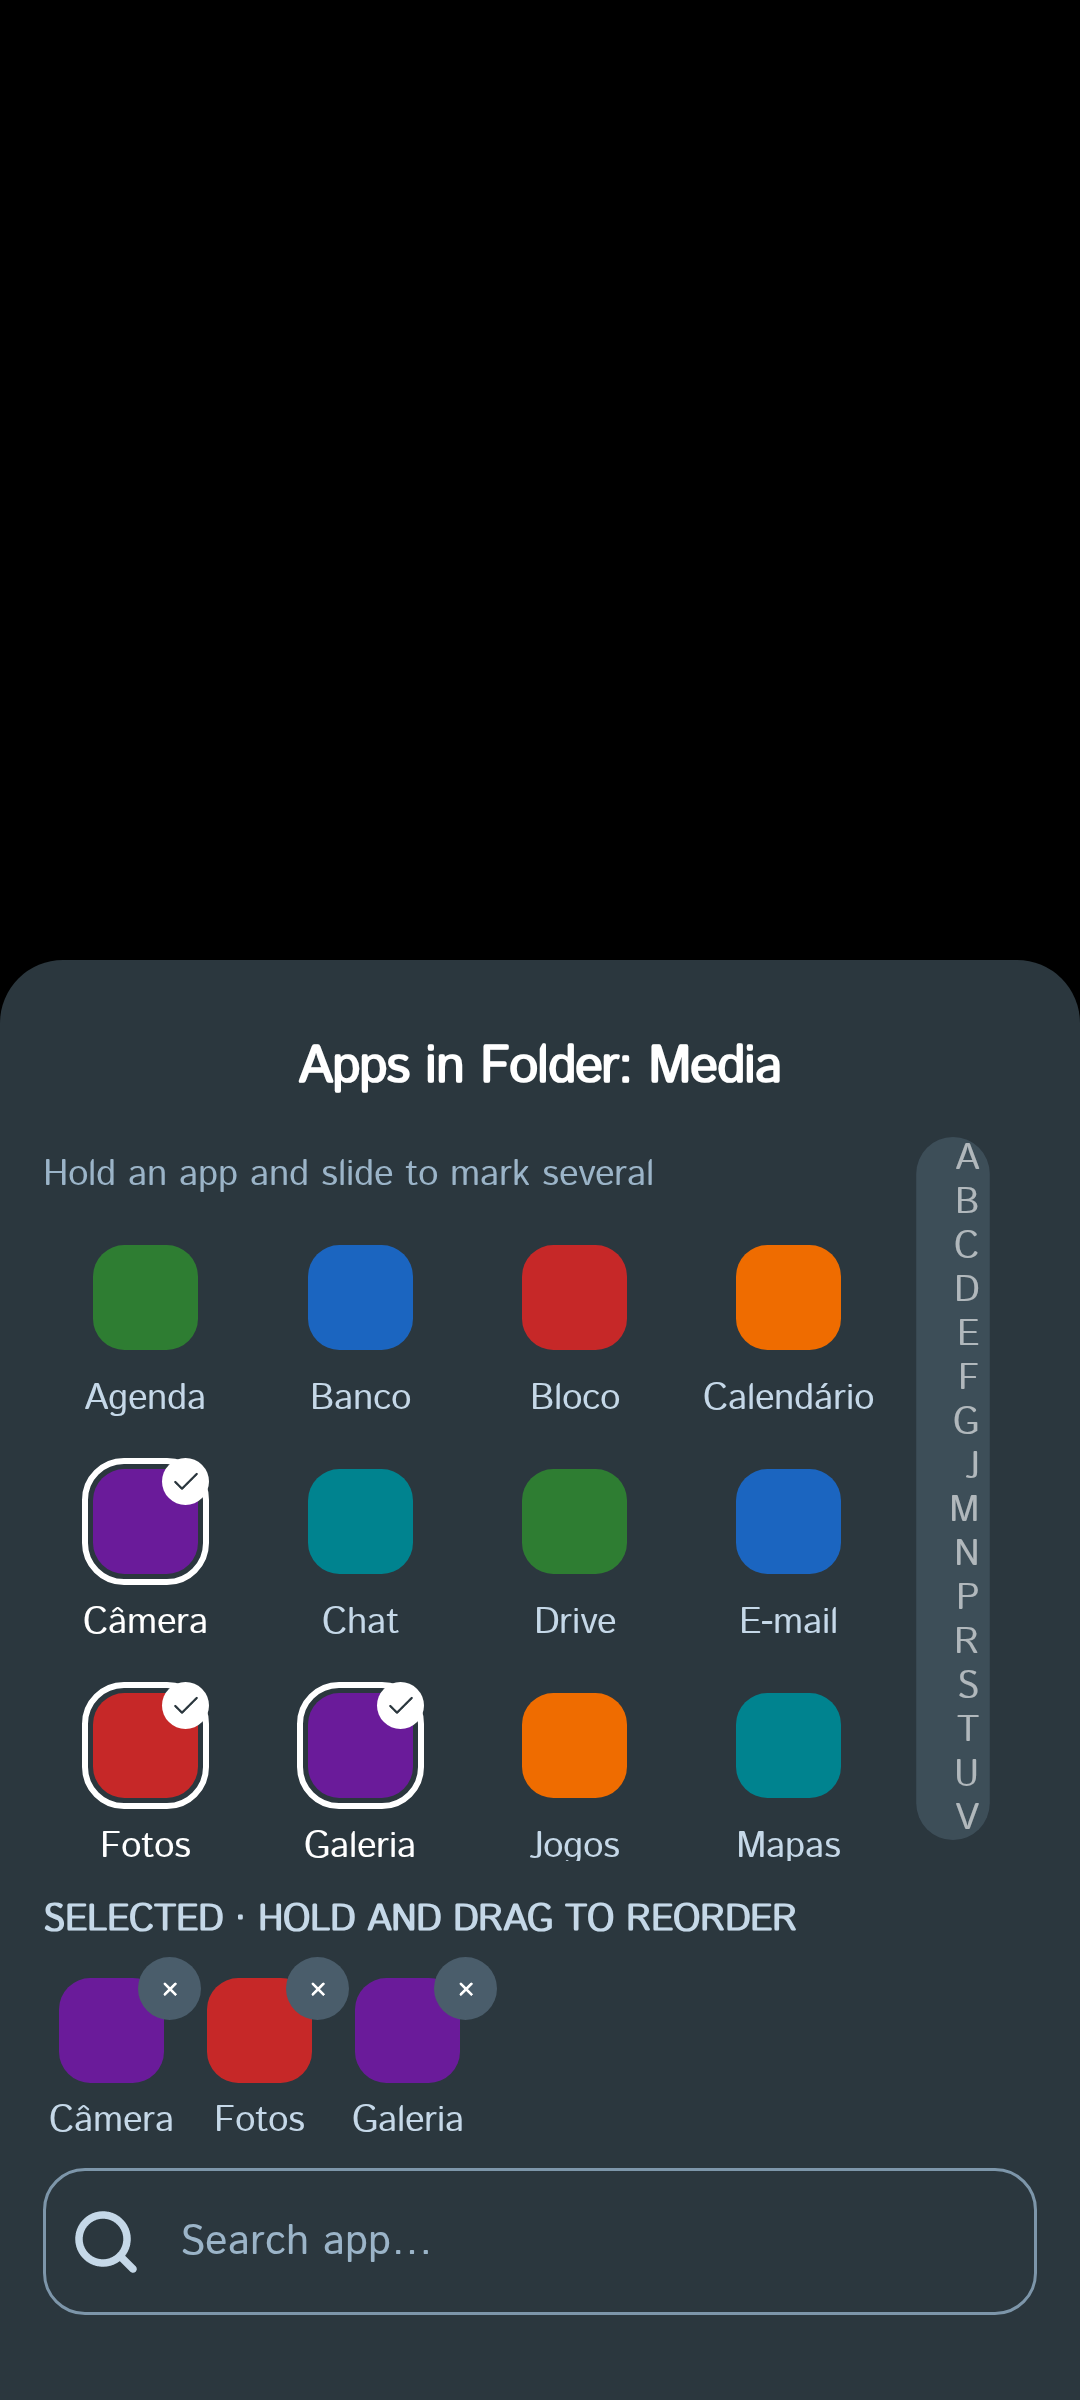 Apps in Folder: Media
Hold an app and slide to mark several
Agenda Banco Bloco Calendário
Câmera Chat Drive E-mail
Fotos Galeria Jogos Mapas
A
B
C
D
E
F
G
J
M
N
P
R
S
T
U
V
SELECTED · HOLD AND DRAG TO REORDER
Câmera Fotos Galeria
Search app...